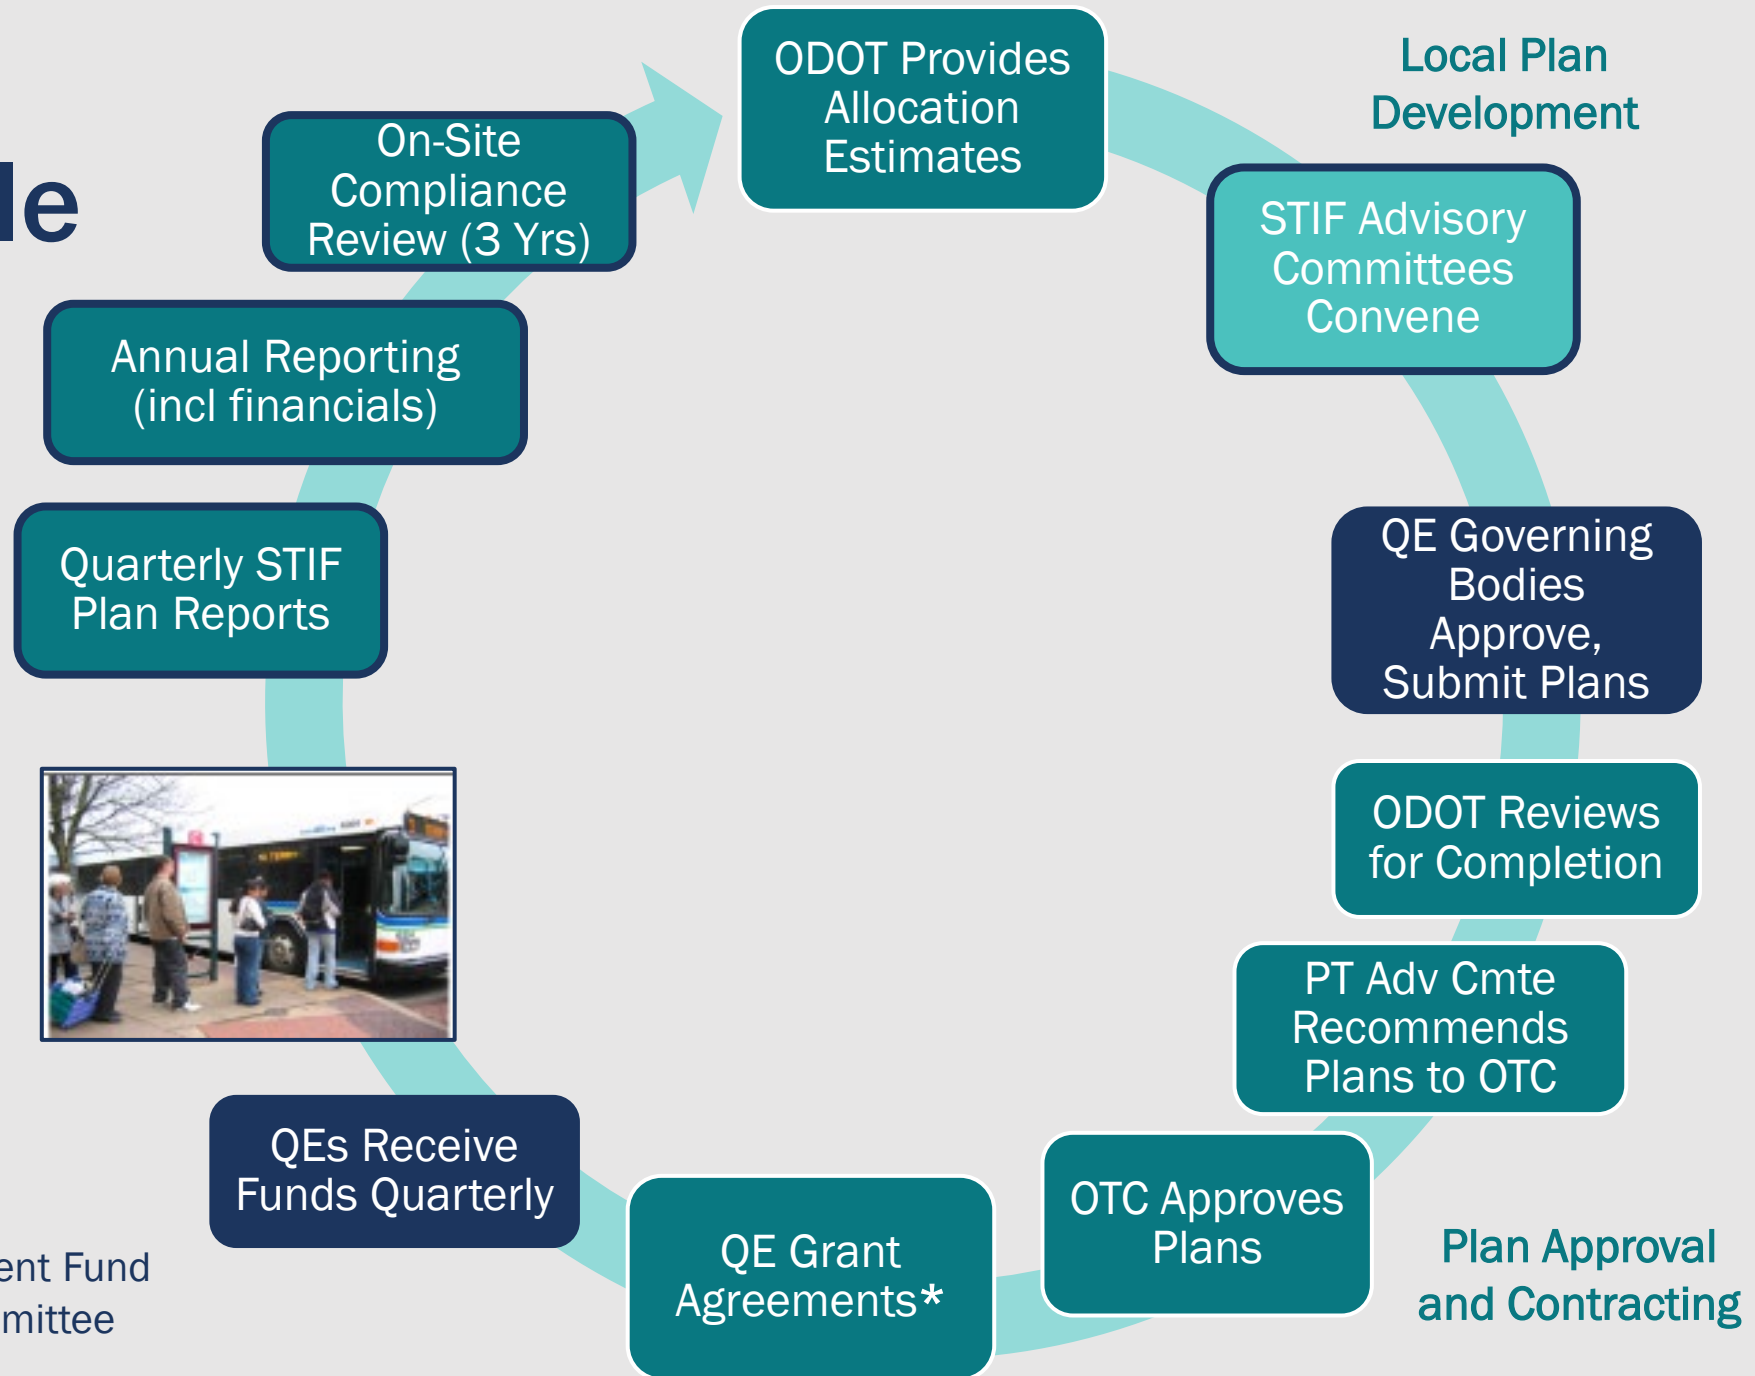 ODOT Provides
Allocation
Estimates
Local Plan
Development
STIF Advisory
Committees
Convene
QE Governing
Bodies
Approve,
Submit Plans
ODOT Reviews
for Completion
PT Adv Cmte
Recommends
Plans to OTC
OTC Approves
Plans
Plan Approval
and Contracting
QE Grant
Agreements*
QEs Receive
Funds Quarterly
Quarterly STIF
Plan Reports
Annual Reporting
(incl financials)
On-Site
Compliance
Review (3 Yrs)
Fund